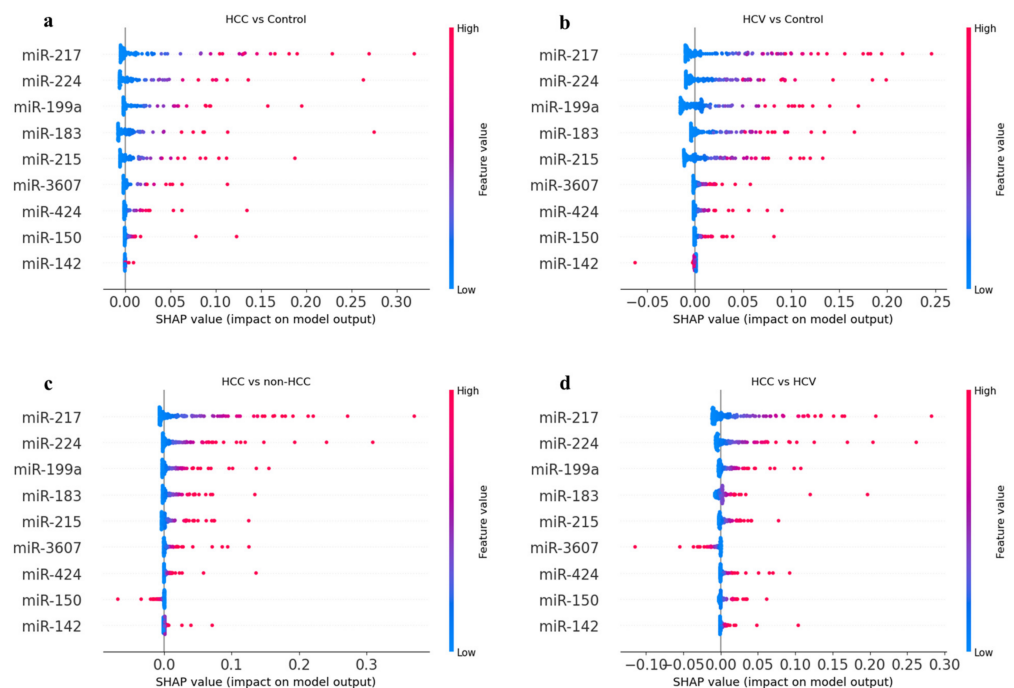 a
HCC vs Control
High
miR-217
miR-224
miR-199a
miR-183
miR-215
miR-3607
miR-424
miR-150
miR-142
Feature value
Low
0.00 0.05 0.10 0.15 0.20 0.25 0.30
SHAP value (impact on model output)
b
HCV vs Control
High
miR-217
miR-224
miR-199a
miR-183
miR-215
miR-3607
miR-424
miR-150
miR-142
Feature value
Low
−0.05 0.00 0.05 0.10 0.15 0.20 0.25
SHAP value (impact on model output)
c
HCC vs non-HCC
High
miR-217
miR-224
miR-199a
miR-183
miR-215
miR-3607
miR-424
miR-150
miR-142
Feature value
Low
0.0 0.1 0.2 0.3
SHAP value (impact on model output)
d
HCC vs HCV
High
miR-217
miR-224
miR-199a
miR-183
miR-215
miR-3607
miR-424
miR-150
miR-142
Feature value
Low
−0.10 −0.05 0.00 0.05 0.10 0.15 0.20 0.25 0.30
SHAP value (impact on model output)